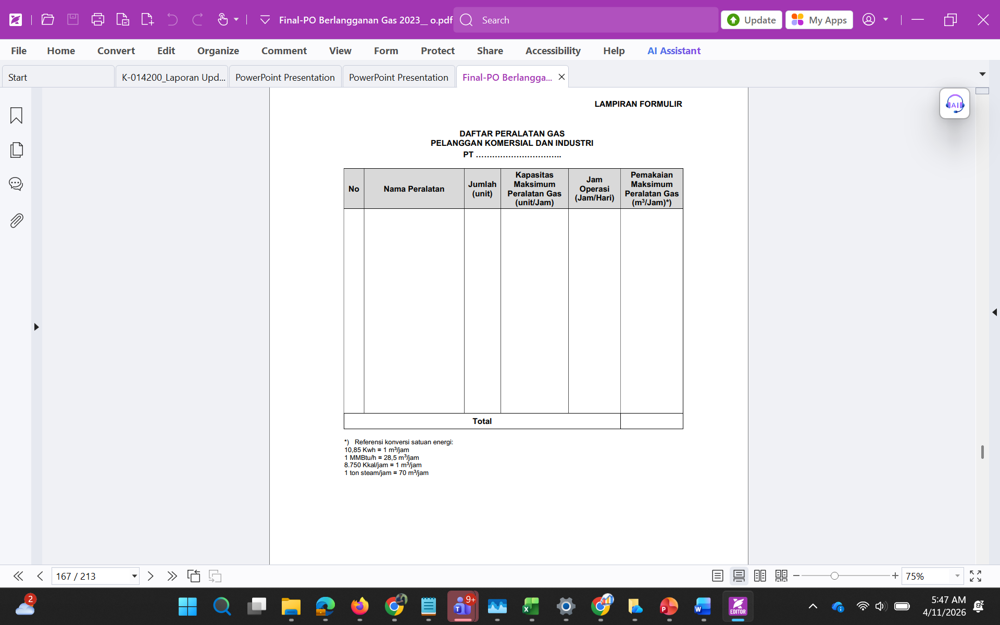 Final-PO Berlangganan Gas 2023__ o.pdf
Search
Update
My Apps
File Home Convert Edit Organize Comment View Form Protect Share Accessibility Help AI Assistant
Start
K-014200_Laporan Upd...
PowerPoint Presentation
PowerPoint Presentation
Final-PO Berlangga...
AI
LAMPIRAN FORMULIR
DAFTAR PERALATAN GAS
PELANGGAN KOMERSIAL DAN INDUSTRI
PT .................................
No
Nama Peralatan
Jumlah
(unit)
Kapasitas
Maksimum
Peralatan Gas
(unit/Jam)
Jam
Operasi
(Jam/Hari)
Pemakaian
Maksimum
Peralatan Gas
(m³/Jam)*)
Total
*) Referensi konversi satuan energi:
10,85 Kwh = 1 m³/jam
1 MMBtu/h = 28,5 m³/jam
8.750 Kkal/jam = 1 m³/jam
1 ton steam/jam = 70 m³/jam
167 / 213
75%
2
9+
EDITOR
5:47 AM
4/11/2026